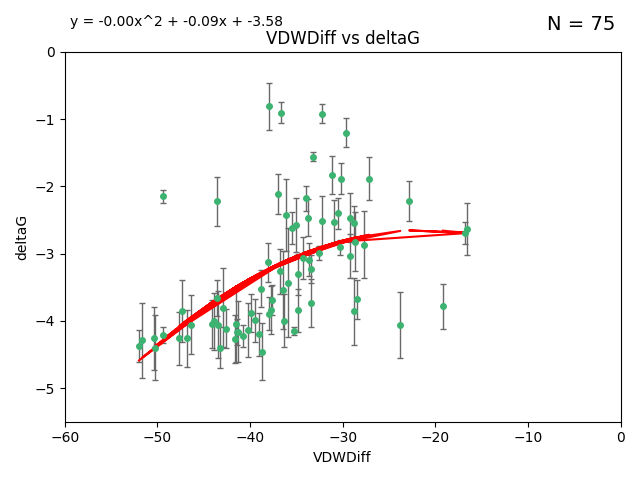 y = -0.00x^2 + -0.09x + -3.58
N = 75
VDWDiff vs deltaG
0
−1
−2
−3
−4
−5
deltaG
−60 −50 −40 −30 −20 −10 0
VDWDiff